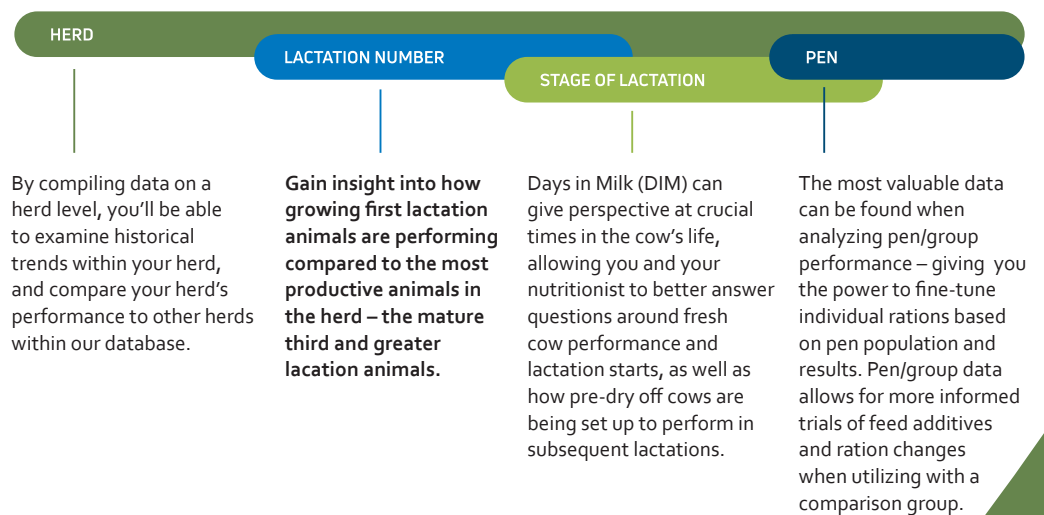 HERD
LACTATION NUMBER
STAGE OF LACTATION
PEN
By compiling data on a
herd level, you'll be able
to examine historical
trends within your herd,
and compare your herd's
performance to other herds
within our database.
Gain insight into how
growing first lactation
animals are performing
compared to the most
productive animals in
the herd – the mature
third and greater
lacation animals.
Days in Milk (DIM) can
give perspective at crucial
times in the cow's life,
allowing you and your
nutritionist to better answer
questions around fresh
cow performance and
lactation starts, as well as
how pre-dry off cows are
being set up to perform in
subsequent lactations.
The most valuable data
can be found when
analyzing pen/group
performance – giving you
the power to fine-tune
individual rations based
on pen population and
results. Pen/group data
allows for more informed
trials of feed additives
and ration changes
when utilizing with a
comparison group.